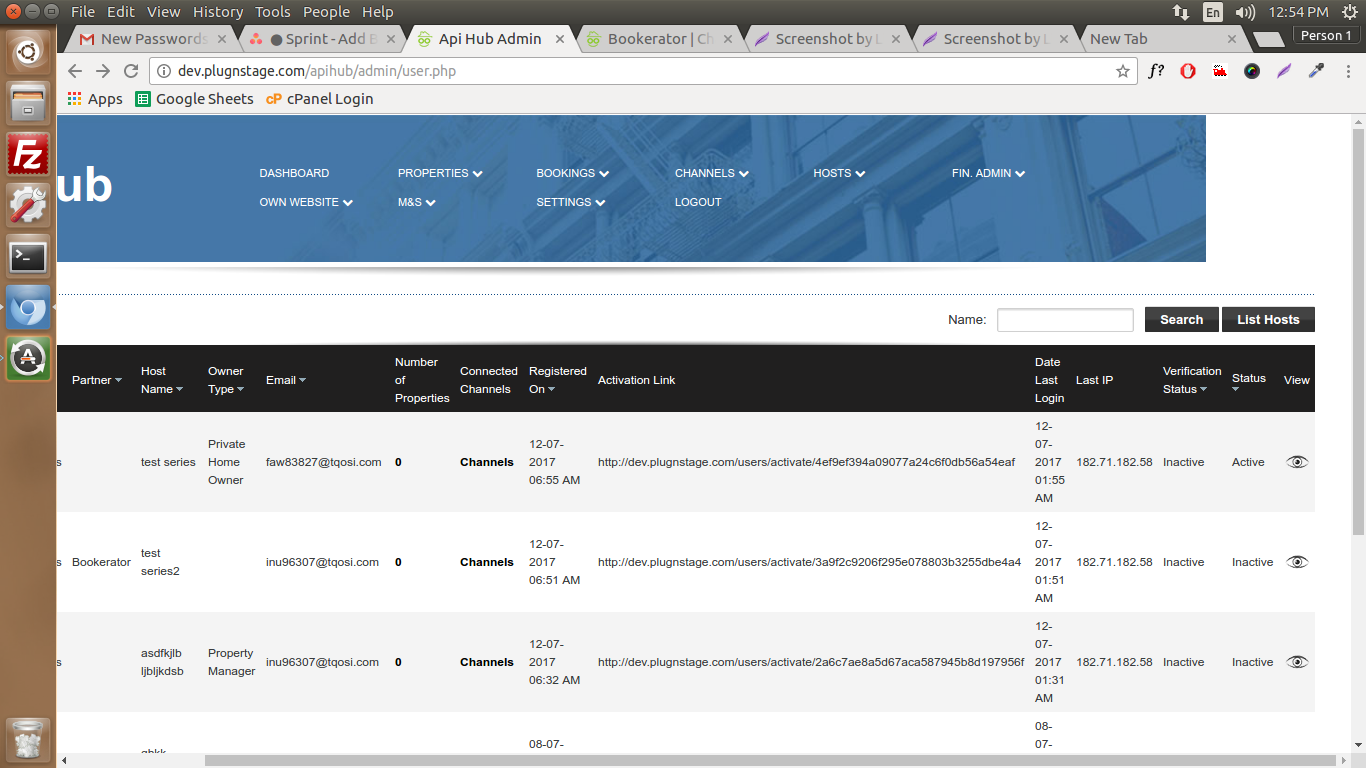 File Edit View History Tools People Help
En 12:54 PM
New Passwords
Sprint - Add
Api Hub Admin
Bookerator | Ch
Screenshot by L
Screenshot by L
New Tab
Person 1
dev.plugnstage.com/apihub/admin/user.php
f?
Apps Google Sheets cP cPanel Login
ub
DASHBOARD PROPERTIES BOOKINGS CHANNELS HOSTS FIN. ADMIN
OWN WEBSITE M&S SETTINGS LOGOUT
Name: Search List Hosts
Partner
Host
Name
Owner
Type
Email
Number
of
Properties
Connected
Channels
Registered
On
Activation Link
Date
Last
Login
Last IP
Verification
Status
Status
View
s
test series
Private
Home
Owner
faw83827@tqosi.com
0
Channels
12-07-
2017
06:55 AM
http://dev.plugnstage.com/users/activate/4ef9ef394a09077a24c6f0db56a54eaf
12-
07-
2017
01:55
AM
182.71.182.58
Inactive
Active
s
Bookerator
test
series2
inu96307@tqosi.com
0
Channels
12-07-
2017
06:51 AM
http://dev.plugnstage.com/users/activate/3a9f2c9206f295e078803b3255dbe4a4
12-
07-
2017
01:51
AM
182.71.182.58
Inactive
Inactive
s
asdfkjlb
ljbljkdsb
Property
Manager
inu96307@tqosi.com
0
Channels
12-07-
2017
06:32 AM
http://dev.plugnstage.com/users/activate/2a6c7ae8a5d67aca587945b8d197956f
12-
07-
2017
01:31
AM
182.71.182.58
Inactive
Inactive
08-07-
08-
07-